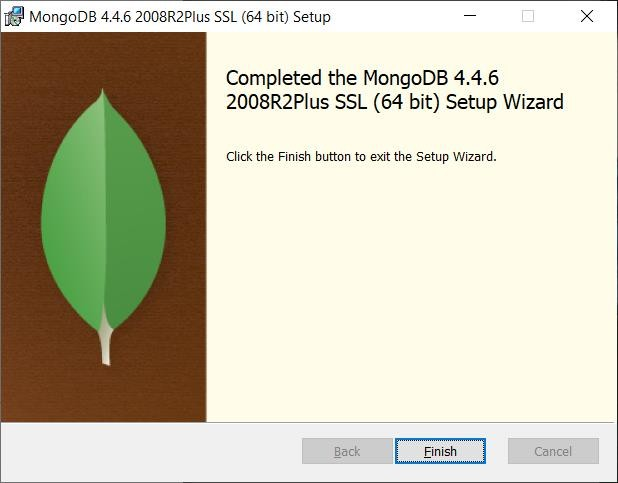 MongoDB 4.4.6 2008R2Plus SSL (64 bit) Setup
Completed the MongoDB 4.4.6
2008R2Plus SSL (64 bit) Setup Wizard
Click the Finish button to exit the Setup Wizard.
Back Finish Cancel